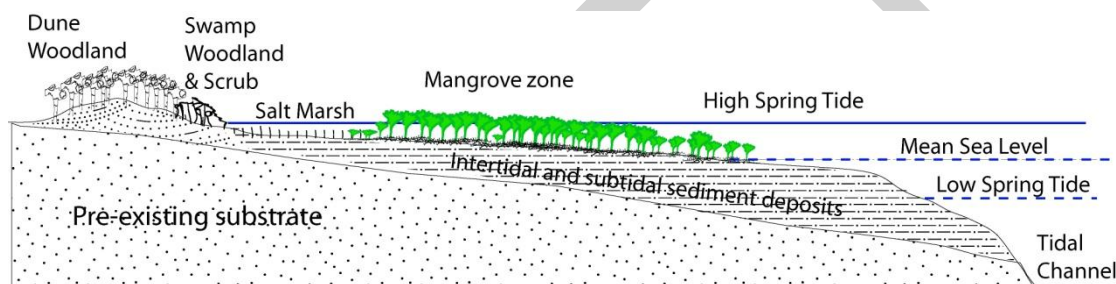 Dune
Woodland
Swamp
Woodland
& Scrub
Salt Marsh
Mangrove zone
High Spring Tide
Mean Sea Level
Low Spring Tide
Intertidal and subtidal sediment deposits
Pre-existing substrate
Tidal
Channel